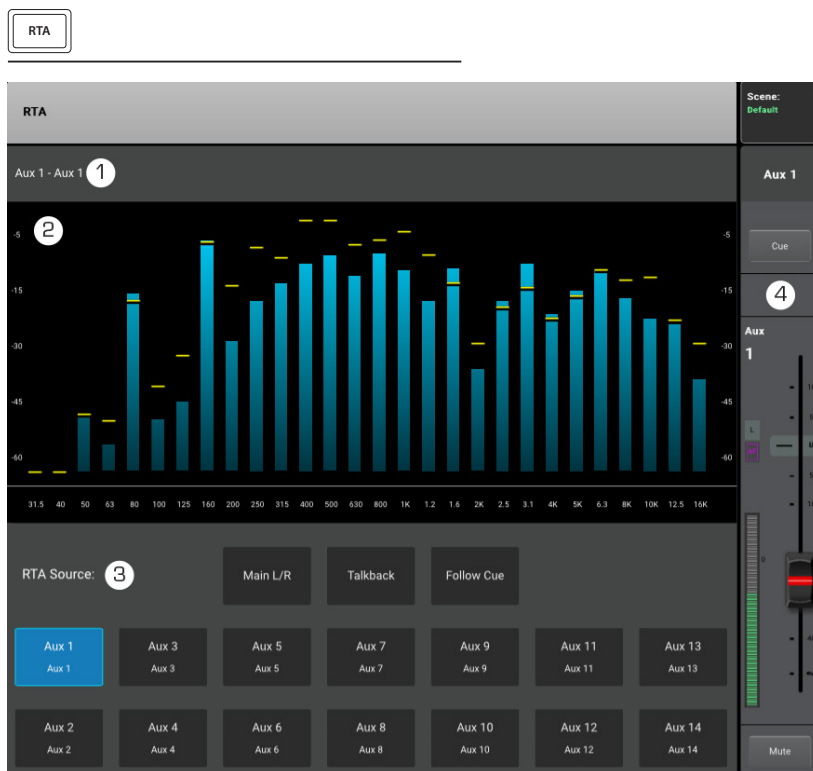 RTA
RTA
Scene:
Default
Aux 1 - Aux 1 1
Aux 1
2
-5 -5
Cue
-15 -15
4
Aux
1
-30 -30
-45 -45
L
AF
-60 -60
0
31.5 40 50 63 80 100 125 160 200 250 315 400 500 630 800 1K 1.2 1.6 2K 2.5 3.1 4K 5K 6.3 8K 10K 12.5 16K
RTA Source: 3 Main L/R Talkback Follow Cue
Aux 1 Aux 3 Aux 5 Aux 7 Aux 9 Aux 11 Aux 13
Aux 1 Aux 3 Aux 5 Aux 7 Aux 9 Aux 11 Aux 13
Aux 2 Aux 4 Aux 6 Aux 8 Aux 10 Aux 12 Aux 14
Aux 2 Aux 4 Aux 6 Aux 8 Aux 10 Aux 12 Aux 14
Mute